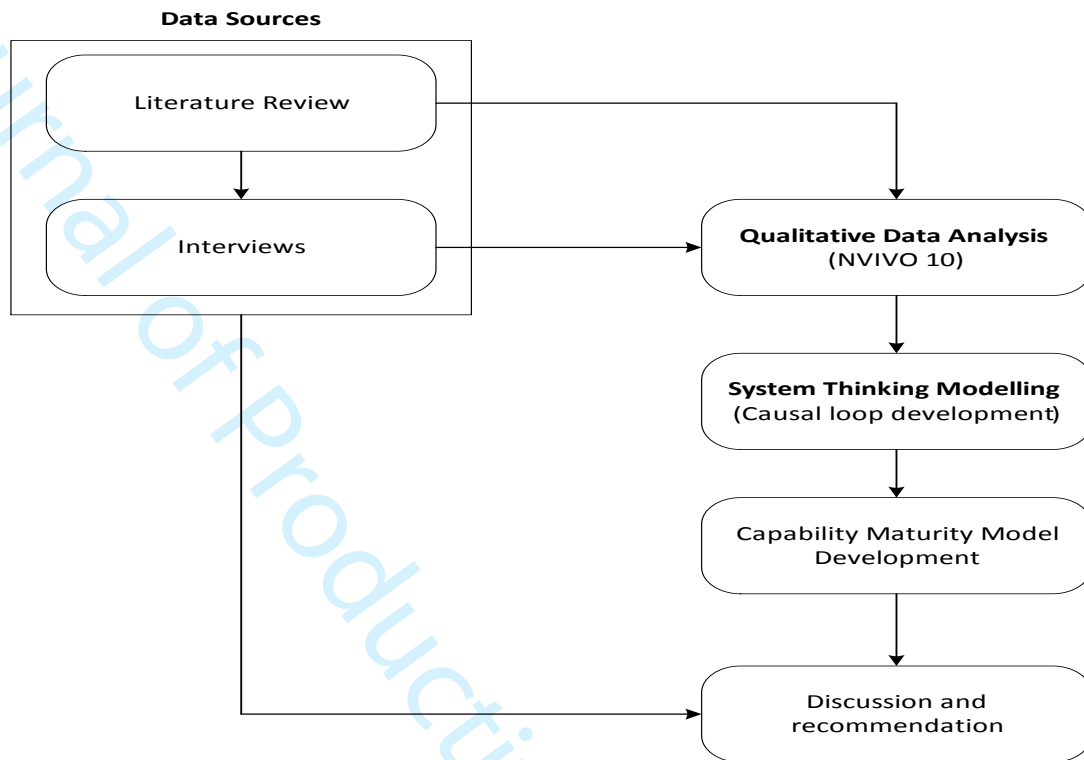 Data Sources
Literature Review
Interviews
Qualitative Data Analysis
(NVIVO 10)
System Thinking Modelling
(Causal loop development)
Capability Maturity Model
Development
Discussion and
recommendation
of